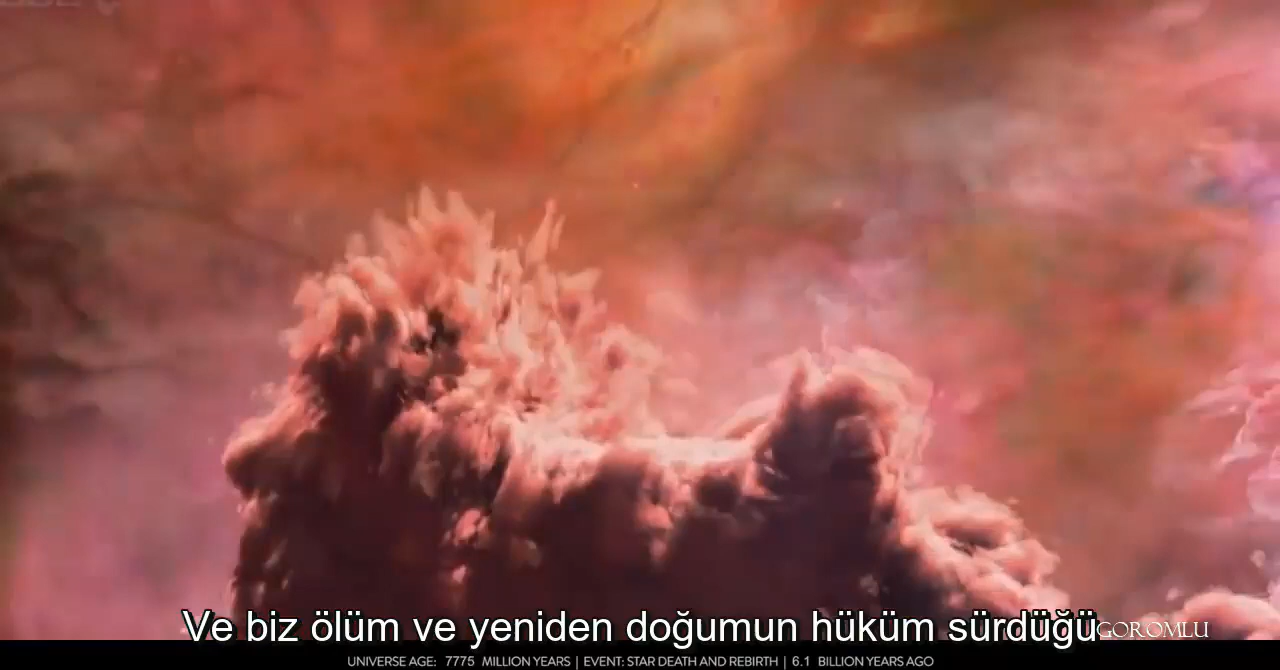 Ve biz ölüm ve yeniden doğumun hüküm sürdüğü
GOROMLU
UNIVERSE AGE: 7775 MILLION YEARS | EVENT: STAR DEATH AND REBIRTH | 6.1 BILLION YEARS AGO